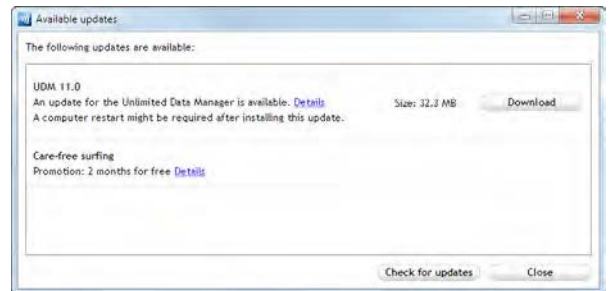 Available updates
The following updates are available:
UDM 11.0
An update for the Unlimited Data Manager is available. Details Size: 32.3 MB Download
A computer restart might be required after installing this update.
Care-free surfing
Promotion: 2 months for free Details
Check for updates Close